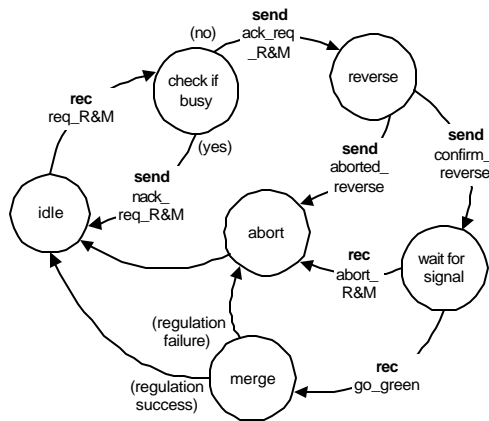 (no)
send
ack_req
_R&M
check if
busy
reverse
rec
req_R&M
(yes)
send
nack_
req_R&M
send
aborted_
reverse
send
confirm_
reverse
idle
abort
rec
abort_
R&M
wait for
signal
(regulation
failure)
(regulation
success)
merge
rec
go_green